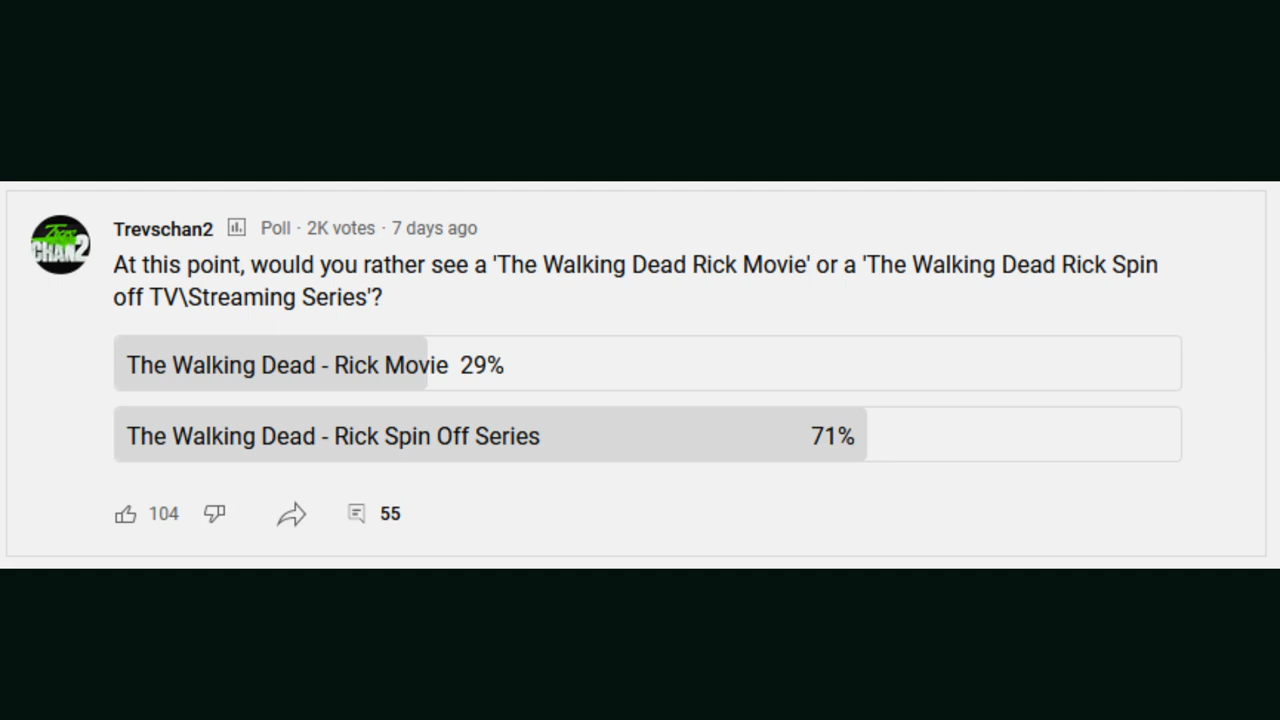 Trevschan2 Poll · 2K votes · 7 days ago
At this point, would you rather see a 'The Walking Dead Rick Movie' or a 'The Walking Dead Rick Spin
off TV\Streaming Series'?
The Walking Dead - Rick Movie 29%
The Walking Dead - Rick Spin Off Series 71%
104 55
CHAN2